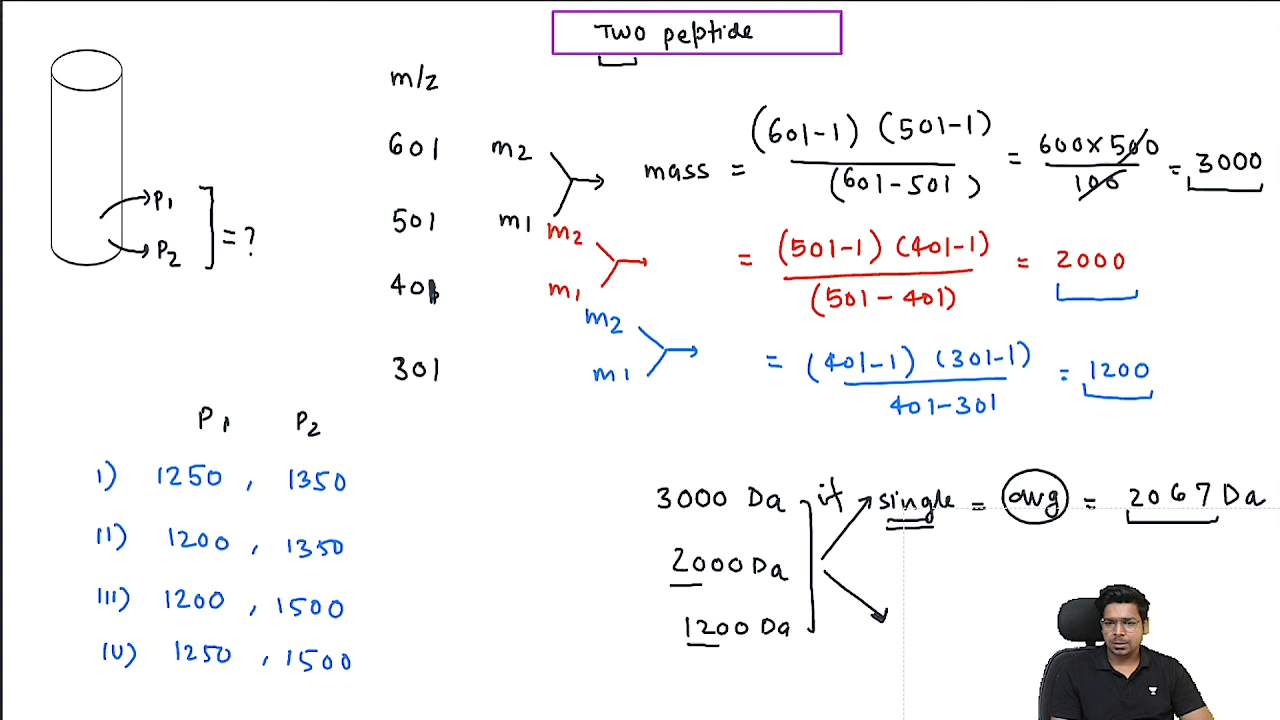 Two peptide
m/z
601 m2
mass = (601-1) (501-1) / (601-501) = 600 x 500 / 100 = 3000
501 m1
P1
P2
= ?
m2
m1
= (501-1) (401-1) / (501-401) = 2000
401
m2
m1
= (401-1) (301-1) / 401-301 = 1200
301
P1 P2
I) 1250 , 1350
II) 1200 , 1350
III) 1200 , 1500
IV) 1250 , 1500
3000 Da if single = avg = 2067 Da
2000 Da
1200 Da